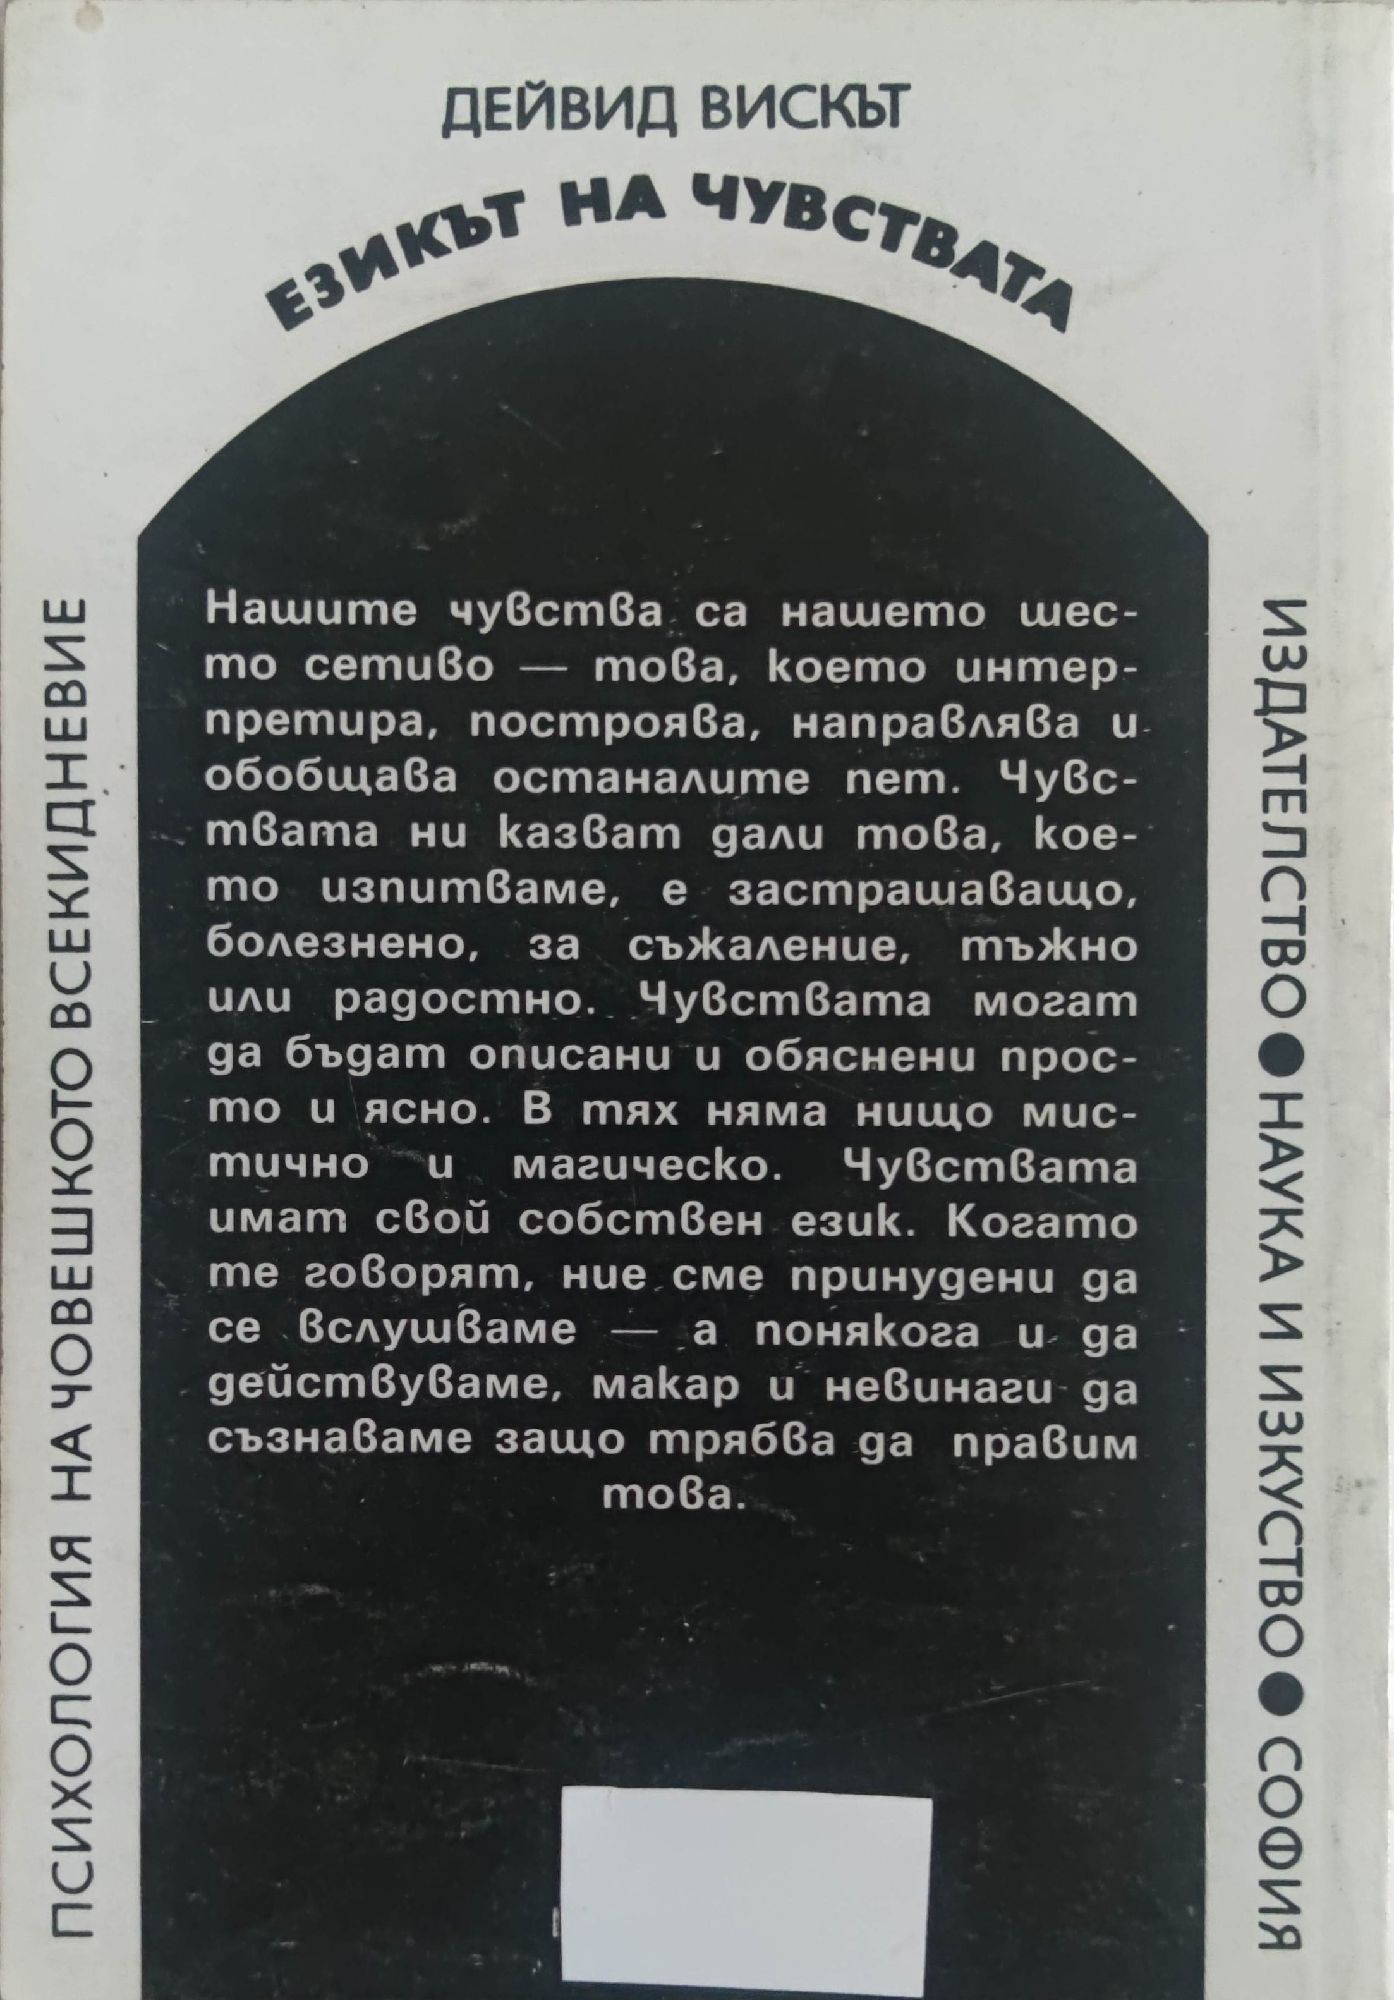 ДЕЙВИД ВИСКЪТ
ЕЗИКЪТ НА ЧУВСТВАТА
Нашите чувства са нашето шес-
то сетиво — това, което интер-
претира, построява, направлява и
обобщава останалите пет. Чувс-
твата ни казват дали това, кое-
то изпитваме, е застрашаващо,
болезнено, за съжаление, тъжно
или радостно. Чувствата могат
да бъдат описани и обяснени прос-
то и ясно. В тях няма нищо мис-
тично и магическо. Чувствата
имат свой собствен език. Когато
те говорят, ние сме принудени да
се вслушваме — а понякога и да
действуваме, макар и невинаги да
съзнаваме защо трябва да правим
това.
ПСИХОЛОГИЯ НА ЧОВЕШКОТО ВСЕКИДНЕВИЕ
ИЗДАТЕЛСТВО ● НАУКА И ИЗКУСТВО ● СОФИЯ